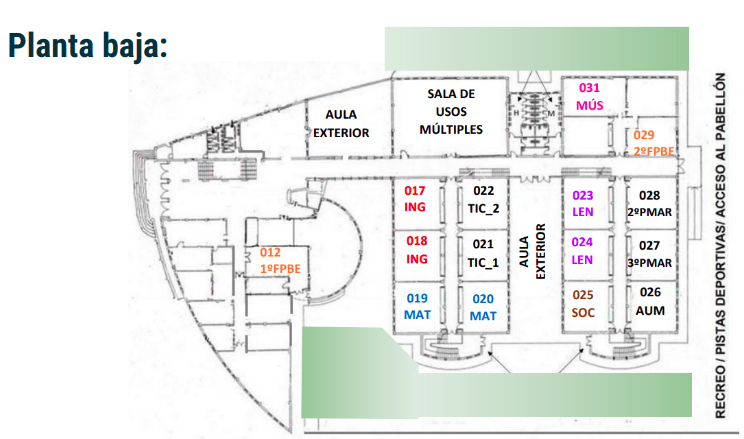 Planta baja:
AULA
EXTERIOR
SALA DE
USOS
MÚLTIPLES
H
M
031
MÚS
029
2ºFPBE
017
ING
022
TIC_2
023
LEN
028
2ºPMAR
018
ING
021
TIC_1
AULA
EXTERIOR
024
LEN
027
3ºPMAR
012
1ºFPBE
019
MAT
020
MAT
025
SOC
026
AUM
RECREO / PISTAS DEPORTIVAS/ ACCESO AL PABELLÓN